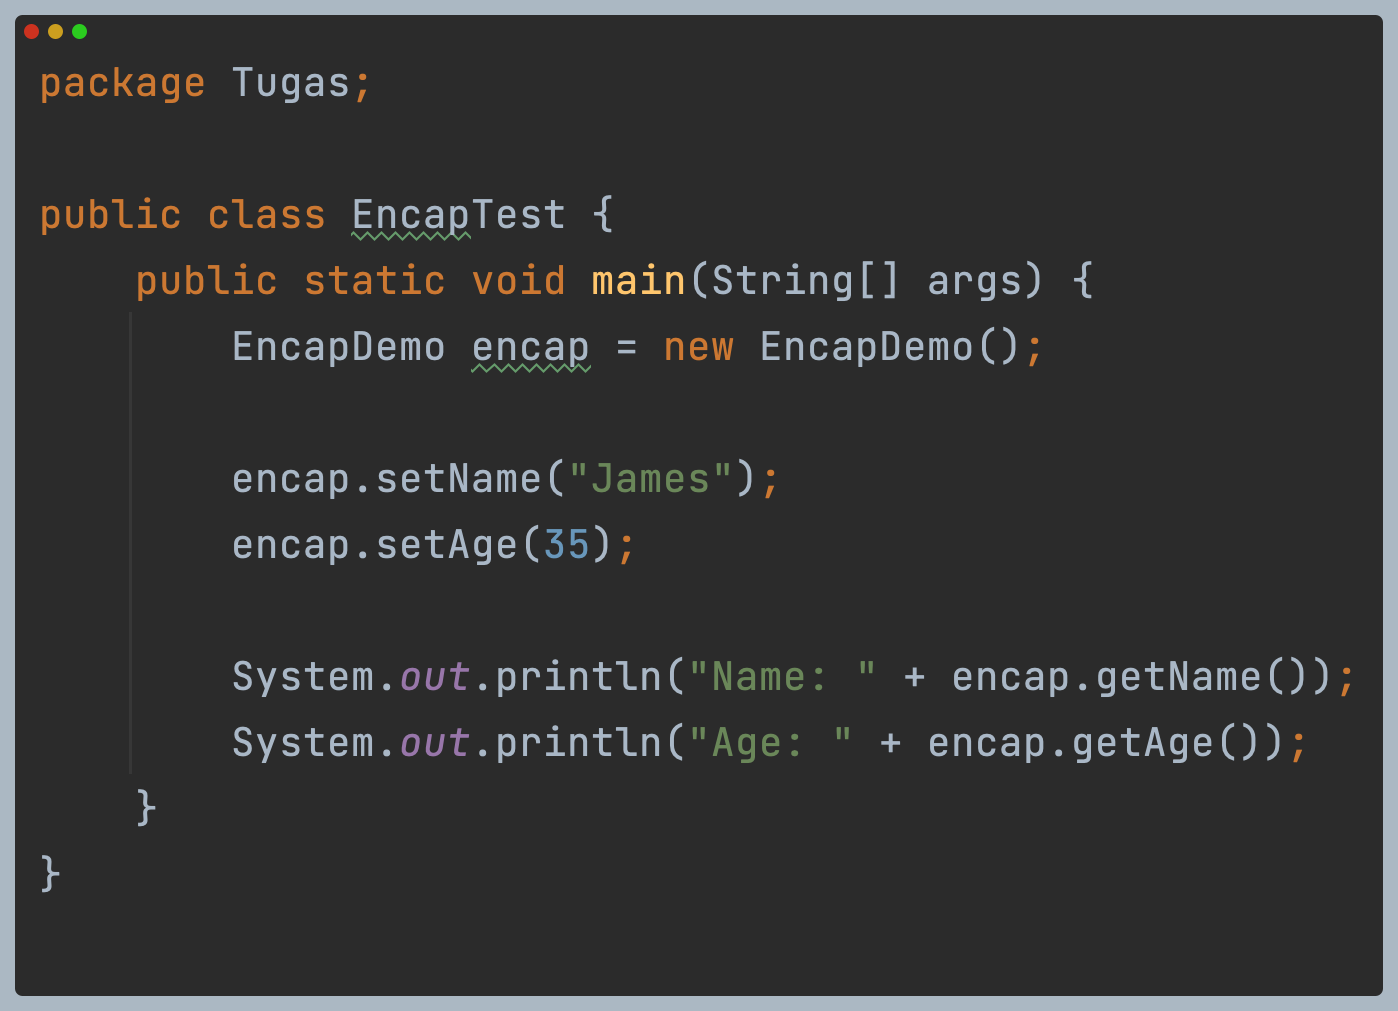 package Tugas;
public class EncapTest {
    public static void main(String[] args) {
        EncapDemo encap = new EncapDemo();
        encap.setName("James");
        encap.setAge(35);
        System.out.println("Name: " + encap.getName());
        System.out.println("Age: " + encap.getAge());
    }
}